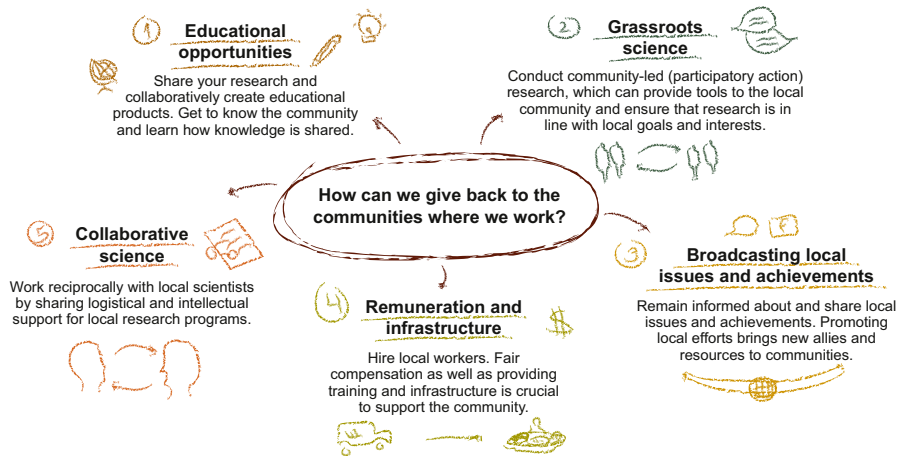 How can we give back to the
communities where we work?
1
Educational
opportunities
Share your research and
collaboratively create educational
products. Get to know the community
and learn how knowledge is shared.
2
Grassroots
science
Conduct community-led (participatory action)
research, which can provide tools to the local
community and ensure that research is in
line with local goals and interests.
3
Broadcasting local
issues and achievements
Remain informed about and share local
issues and achievements. Promoting
local efforts brings new allies and
resources to communities.
4
Remuneration and
infrastructure
$
Hire local workers. Fair
compensation as well as providing
training and infrastructure is crucial
to support the community.
5
Collaborative
science
Work reciprocally with local scientists
by sharing logistical and intellectual
support for local research programs.